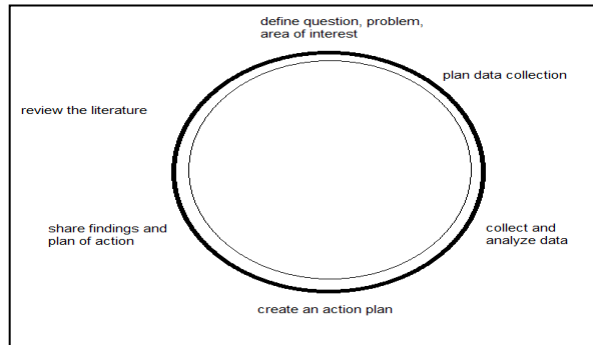 define question, problem,
area of interest
plan data collection
review the literature
share findings and
plan of action
collect and
analyze data
create an action plan